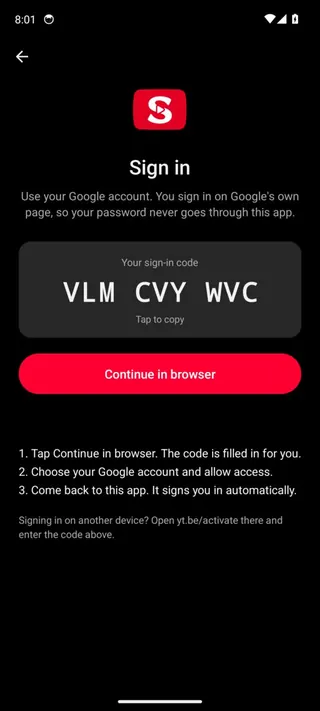 8:01
S
Sign in
Use your Google account. You sign in on Google's own
page, so your password never goes through this app.
Your sign-in code
VLM CVY WVC
Tap to copy
Continue in browser
1. Tap Continue in browser. The code is filled in for you.
2. Choose your Google account and allow access.
3. Come back to this app. It signs you in automatically.
Signing in on another device? Open yt.be/activate there and
enter the code above.